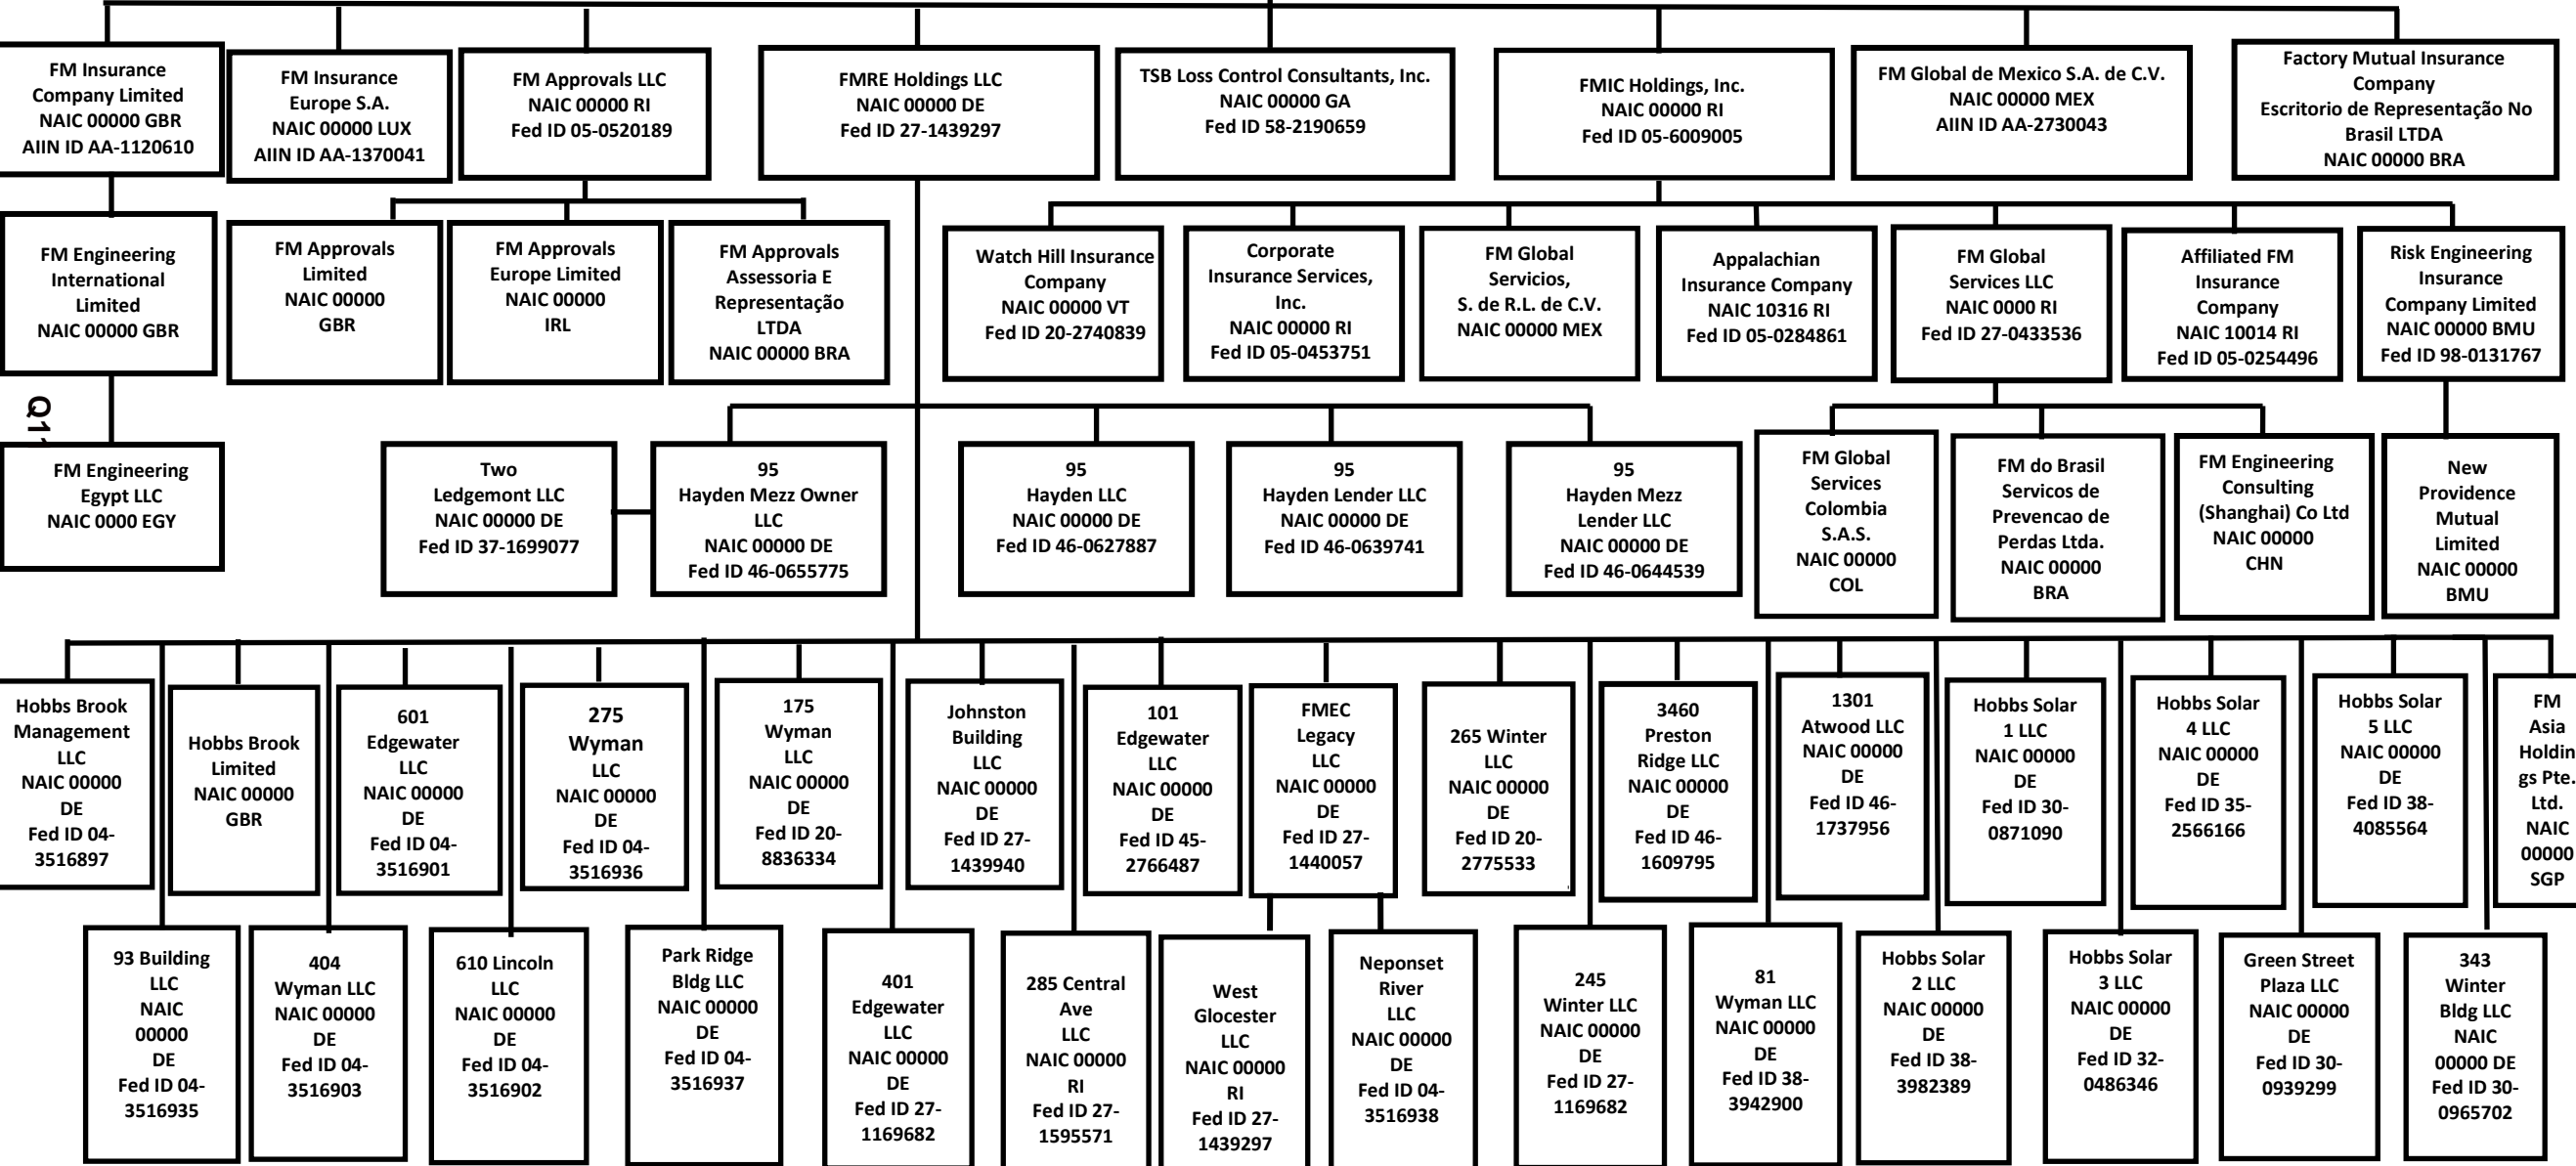 FM Insurance
Company Limited
NAIC 00000 GBR
AIIN ID AA-1120610
FM Insurance
Europe S.A.
NAIC 00000 LUX
AIIN ID AA-1370041
FM Approvals LLC
NAIC 00000 RI
Fed ID 05-0520189
FMRE Holdings LLC
NAIC 00000 DE
Fed ID 27-1439297
TSB Loss Control Consultants, Inc.
NAIC 00000 GA
Fed ID 58-2190659
FMIC Holdings, Inc.
NAIC 00000 RI
Fed ID 05-6009005
FM Global de Mexico S.A. de C.V.
NAIC 00000 MEX
AIIN ID AA-2730043
Factory Mutual Insurance
Company
Escritorio de Representação No
Brasil LTDA
NAIC 00000 BRA
FM Engineering
International
Limited
NAIC 00000 GBR
FM Approvals
Limited
NAIC 00000
GBR
FM Approvals
Europe Limited
NAIC 00000
IRL
FM Approvals
Assessoria E
Representação
LTDA
NAIC 00000 BRA
Watch Hill Insurance
Company
NAIC 00000 VT
Fed ID 20-2740839
Corporate
Insurance Services,
Inc.
NAIC 00000 RI
Fed ID 05-0453751
FM Global
Servicios,
S. de R.L. de C.V.
NAIC 00000 MEX
Appalachian
Insurance Company
NAIC 10316 RI
Fed ID 05-0284861
FM Global
Services LLC
NAIC 0000 RI
Fed ID 27-0433536
Affiliated FM
Insurance
Company
NAIC 10014 RI
Fed ID 05-0254496
Risk Engineering
Insurance
Company Limited
NAIC 00000 BMU
Fed ID 98-0131767
FM Engineering
Egypt LLC
NAIC 0000 EGY
Two
Ledgemont LLC
NAIC 00000 DE
Fed ID 37-1699077
95
Hayden Mezz Owner
LLC
NAIC 00000 DE
Fed ID 46-0655775
95
Hayden LLC
NAIC 00000 DE
Fed ID 46-0627887
95
Hayden Lender LLC
NAIC 00000 DE
Fed ID 46-0639741
95
Hayden Mezz
Lender LLC
NAIC 00000 DE
Fed ID 46-0644539
FM Global
Services
Colombia
S.A.S.
NAIC 00000
COL
FM do Brasil
Servicos de
Prevencao de
Perdas Ltda.
NAIC 00000
BRA
FM Engineering
Consulting
(Shanghai) Co Ltd
NAIC 00000
CHN
New
Providence
Mutual
Limited
NAIC 00000
BMU
Hobbs Brook
Management
LLC
NAIC 00000
DE
Fed ID 04-
3516897
Hobbs Brook
Limited
NAIC 00000
GBR
601
Edgewater
LLC
NAIC 00000
DE
Fed ID 04-
3516901
275
Wyman
LLC
NAIC 00000
DE
Fed ID 04-
3516936
175
Wyman
LLC
NAIC 00000
DE
Fed ID 20-
8836334
Johnston
Building
LLC
NAIC 00000
DE
Fed ID 27-
1439940
101
Edgewater
LLC
NAIC 00000
DE
Fed ID 45-
2766487
FMEC
Legacy
LLC
NAIC 00000
DE
Fed ID 27-
1440057
265 Winter
LLC
NAIC 00000
DE
Fed ID 20-
2775533
3460
Preston
Ridge LLC
NAIC 00000
DE
Fed ID 46-
1609795
1301
Atwood LLC
NAIC 00000
DE
Fed ID 46-
1737956
Hobbs Solar
1 LLC
NAIC 00000
DE
Fed ID 30-
0871090
Hobbs Solar
4 LLC
NAIC 00000
DE
Fed ID 35-
2566166
Hobbs Solar
5 LLC
NAIC 00000
DE
Fed ID 38-
4085564
FM
Asia
Holdin
gs Pte.
Ltd.
NAIC
00000
SGP
93 Building
LLC
NAIC
00000
DE
Fed ID 04-
3516935
404
Wyman LLC
NAIC 00000
DE
Fed ID 04-
3516903
610 Lincoln
LLC
NAIC 00000
DE
Fed ID 04-
3516902
Park Ridge
Bldg LLC
NAIC 00000
DE
Fed ID 04-
3516937
401
Edgewater
LLC
NAIC 00000
DE
Fed ID 27-
1169682
285 Central
Ave
LLC
NAIC 00000
RI
Fed ID 27-
1595571
West
Glocester
LLC
NAIC 00000
RI
Fed ID 27-
1439297
Neponset
River
LLC
NAIC 00000
DE
Fed ID 04-
3516938
245
Winter LLC
NAIC 00000
DE
Fed ID 27-
1169682
81
Wyman LLC
NAIC 00000
DE
Fed ID 38-
3942900
Hobbs Solar
2 LLC
NAIC 00000
DE
Fed ID 38-
3982389
Hobbs Solar
3 LLC
NAIC 00000
DE
Fed ID 32-
0486346
Green Street
Plaza LLC
NAIC 00000
DE
Fed ID 30-
0939299
343
Winter
Bldg LLC
NAIC
00000 DE
Fed ID 30-
0965702